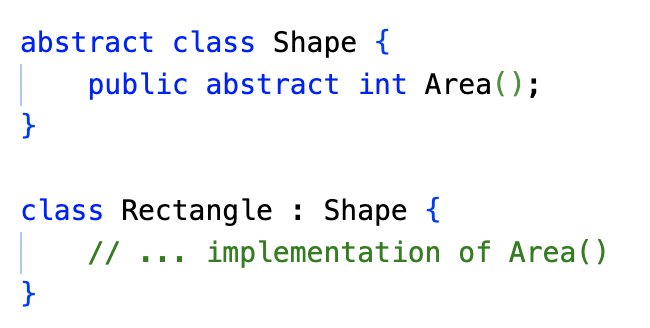 abstract class Shape {
    public abstract int Area();
}

class Rectangle : Shape {
    // ... implementation of Area()
}